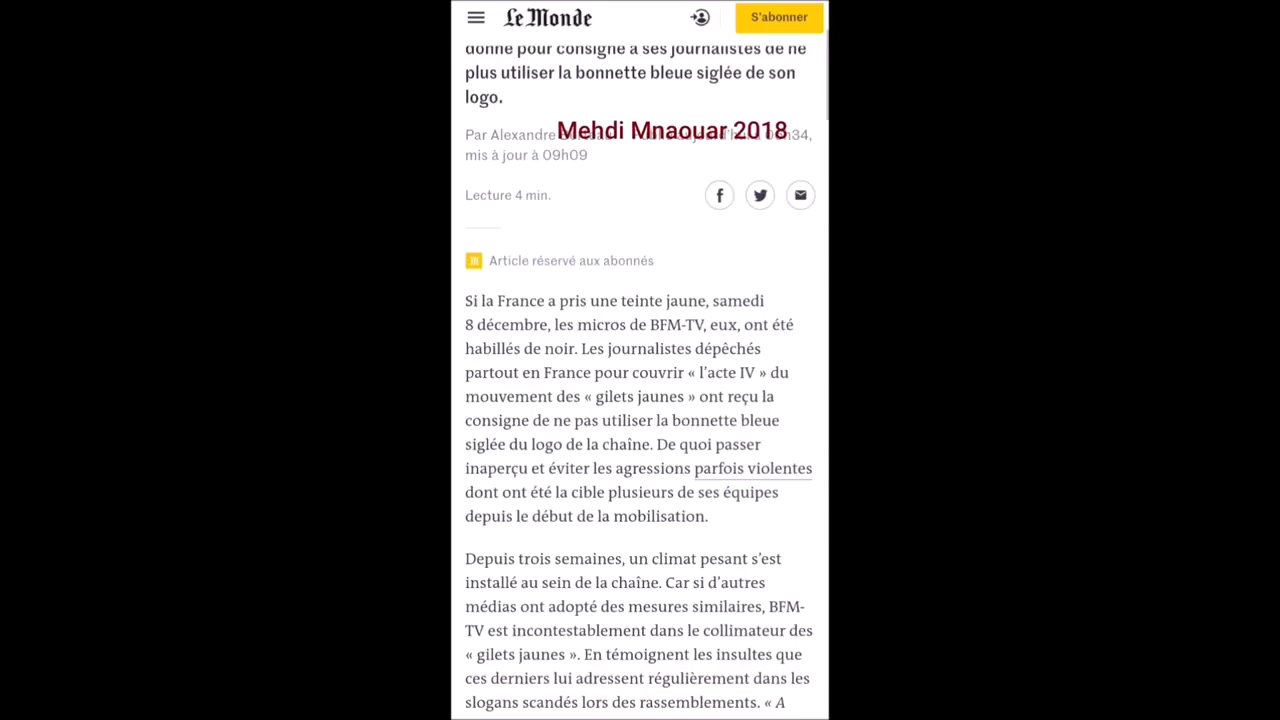 Le Monde
S'abonner
donné pour consigne à ses journalistes de ne
plus utiliser la bonnette bleue siglée de son
logo.
Mehdi Mnaouar 2018
Par Alexandre
mis à jour à 09h09
Lecture 4 min.
Article réservé aux abonnés
Si la France a pris une teinte jaune, samedi
8 décembre, les micros de BFM-TV, eux, ont été
habillés de noir. Les journalistes dépêchés
partout en France pour couvrir « l'acte IV » du
mouvement des « gilets jaunes » ont reçu la
consigne de ne pas utiliser la bonnette bleue
siglée du logo de la chaîne. De quoi passer
inaperçu et éviter les agressions parfois violentes
dont ont été la cible plusieurs de ses équipes
depuis le début de la mobilisation.
Depuis trois semaines, un climat pesant s'est
installé au sein de la chaîne. Car si d'autres
médias ont adopté des mesures similaires, BFM-
TV est incontestablement dans le collimateur des
« gilets jaunes ». En témoignent les insultes que
ces derniers lui adressent régulièrement dans les
slogans scandés lors des rassemblements. « A